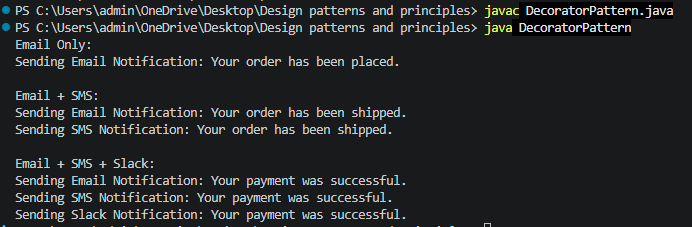 PS C:\Users\admin\OneDrive\Desktop\Design patterns and principles> javac DecoratorPattern.java
PS C:\Users\admin\OneDrive\Desktop\Design patterns and principles> java DecoratorPattern
Email Only:
Sending Email Notification: Your order has been placed.

Email + SMS:
Sending Email Notification: Your order has been shipped.
Sending SMS Notification: Your order has been shipped.

Email + SMS + Slack:
Sending Email Notification: Your payment was successful.
Sending SMS Notification: Your payment was successful.
Sending Slack Notification: Your payment was successful.